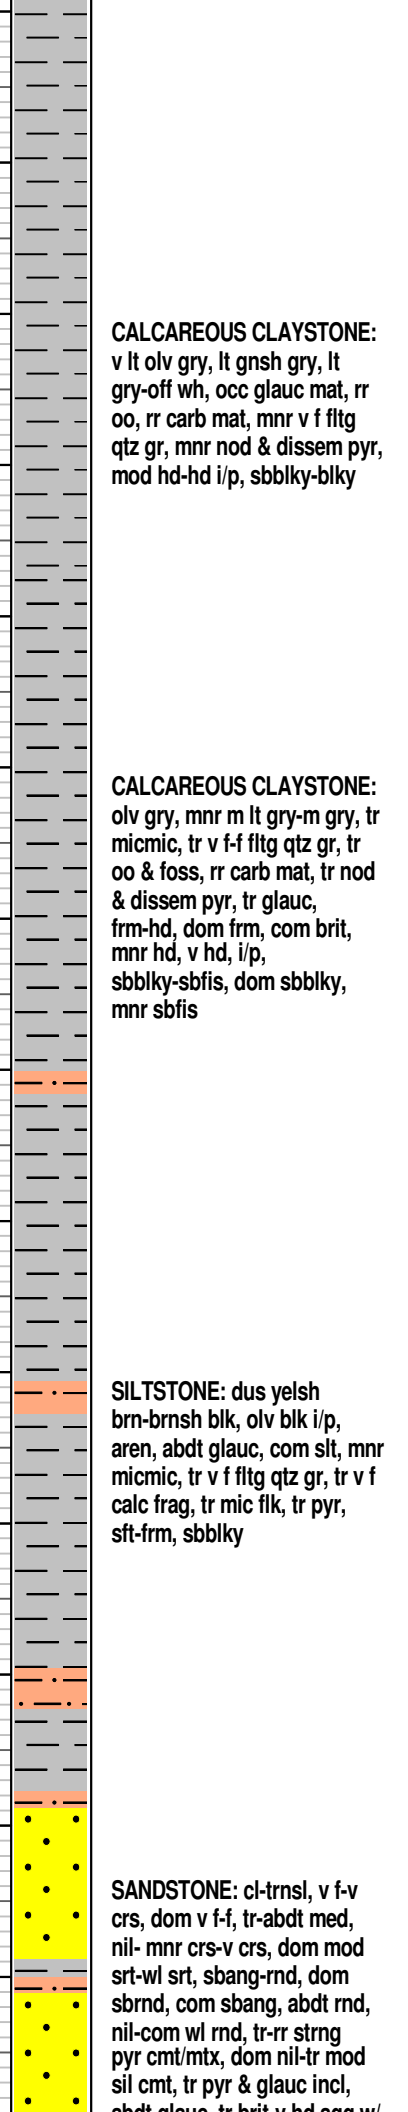 CALCAREOUS CLAYSTONE:
v lt olv gry, lt gnsh gry, lt
gry-off wh, occ glauc mat, rr
oo, rr carb mat, mnr v f fltg
qtz gr, mnr nod & dissem pyr,
mod hd-hd i/p, sbblky-blky
CALCAREOUS CLAYSTONE:
olv gry, mnr m lt gry-m gry, tr
micmic, tr v f-f fltg qtz gr, tr
oo & foss, rr carb mat, tr nod
& dissem pyr, tr glauc,
frm-hd, dom frm, com brit,
mnr hd, v hd, i/p,
sbblky-sbfis, dom sbblky,
mnr sbfis
SILTSTONE: dus yelsh
brn-brnsh blk, olv blk i/p,
aren, abdt glauc, com slt, mnr
micmic, tr v f fltg qtz gr, tr v f
calc frag, tr mic flk, tr pyr,
sft-frm, sbblky
SANDSTONE: cl-trnsl, v f-v
crs, dom v f-f, tr-abdt med,
nil- mnr crs-v crs, dom mod
srt-wl srt, sbang-rnd, dom
sbrnd, com sbang, abdt rnd,
nil-com wl rnd, tr-rr strng
pyr cmt/mtx, dom nil-tr mod
sil cmt, tr pyr & glauc incl,
abdt glauc, tr brit-v hd agg w/